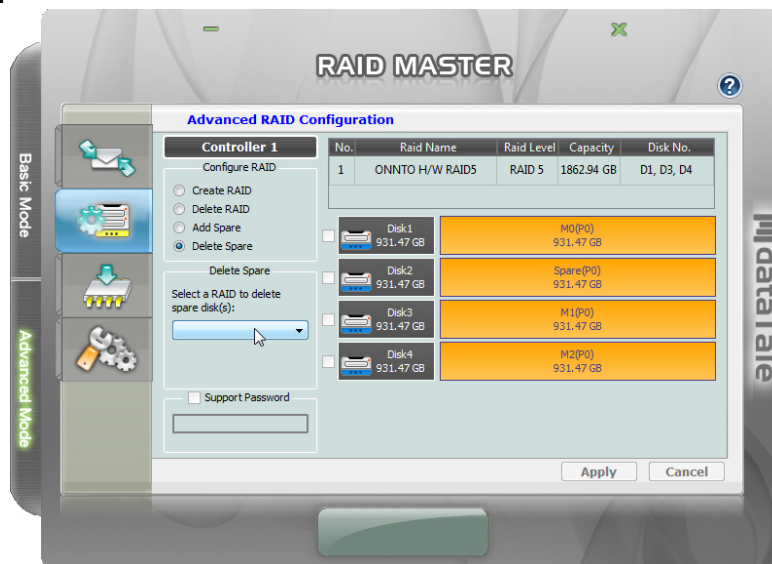 RAID MASTER
?
Advanced RAID Configuration
Basic Mode
Advanced Mode
Controller 1
Configure RAID
Create RAID
Delete RAID
Add Spare
Delete Spare
Delete Spare
Select a RAID to delete
spare disk(s):
Support Password
No. Raid Name Raid Level Capacity Disk No.
1 ONNTO H/W RAID5 RAID 5 1862.94 GB D1, D3, D4
Disk1 M0(P0)
931.47 GB 931.47 GB
Disk2 Spare(P0)
931.47 GB 931.47 GB
Disk3 M1(P0)
931.47 GB 931.47 GB
Disk4 M2(P0)
931.47 GB 931.47 GB
Apply Cancel
dataTale